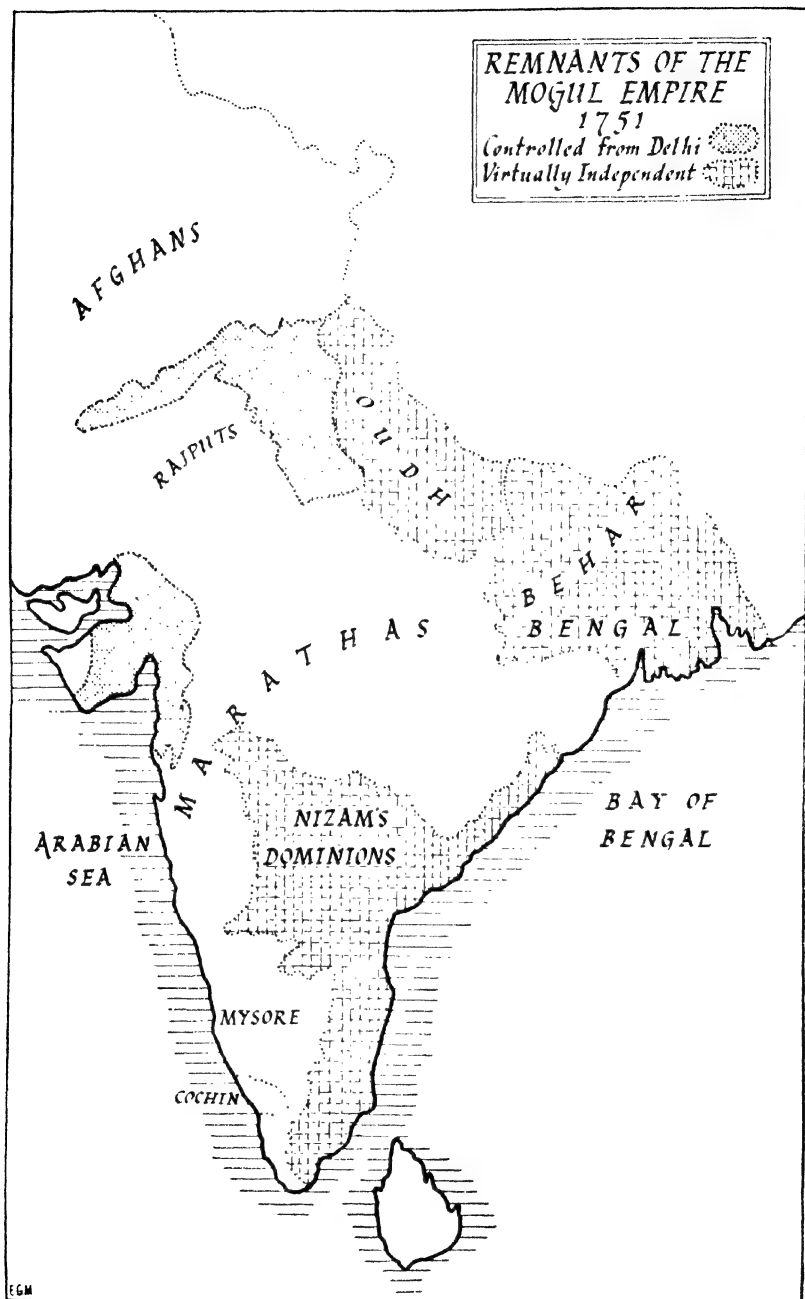 REMNANTS OF THE
MOGUL EMPIRE
1751
Controlled from Delhi
Virtually Independent
AFGHANS
RAJPUTS
OUDH
BEHAR
BENGAL
MARATHAS
NIZAM'S
DOMINIONS
BAY OF
BENGAL
ARABIAN
SEA
MYSORE
COCHIN
EGM